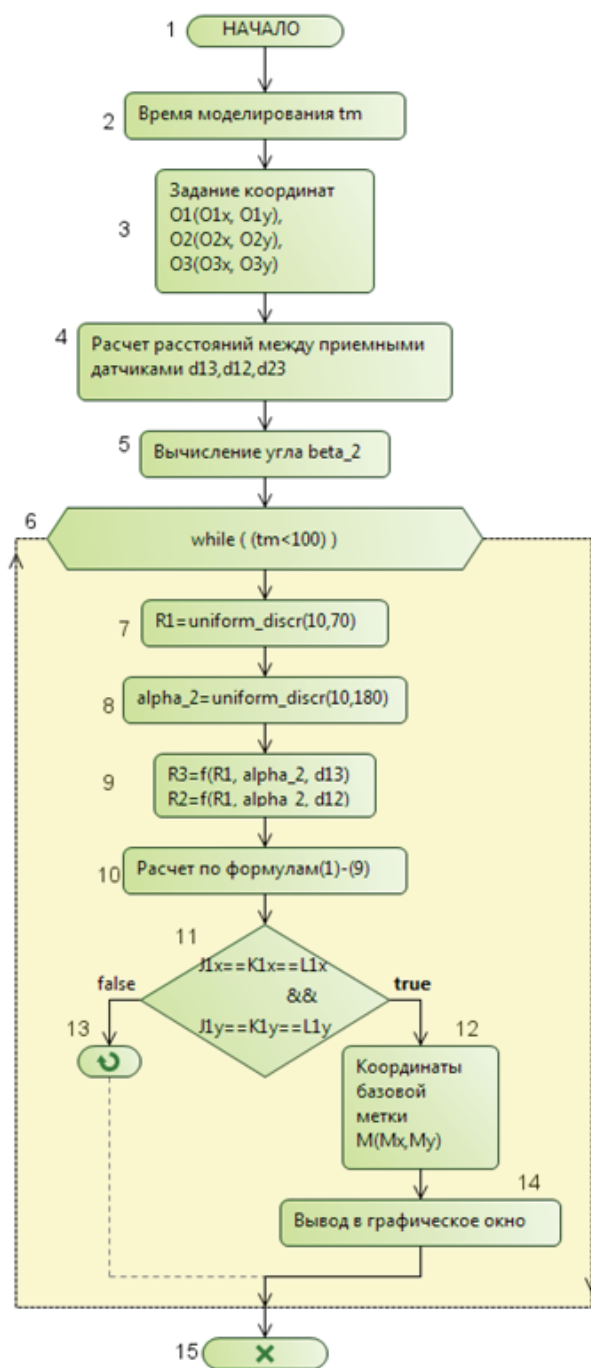 1
НАЧАЛО
2
Время моделирования tm
3
Задание координат
O1(O1x, O1y),
O2(O2x, O2y),
O3(O3x, O3y)
4
Расчет расстояний между приемными
датчиками d13,d12,d23
5
Вычисление угла beta_2
6
while ( (tm<100) )
7
R1=uniform_discr(10,70)
8
alpha_2=uniform_discr(10,180)
9
R3=f(R1, alpha_2, d13)
R2=f(R1, alpha_2, d12)
10
Расчет по формулам(1)-(9)
11
J1x==K1x==L1x
&&
J1y==K1y==L1y
false
true
13
12
Координаты
базовой
метки
M(Mx,My)
14
Вывод в графическое окно
15